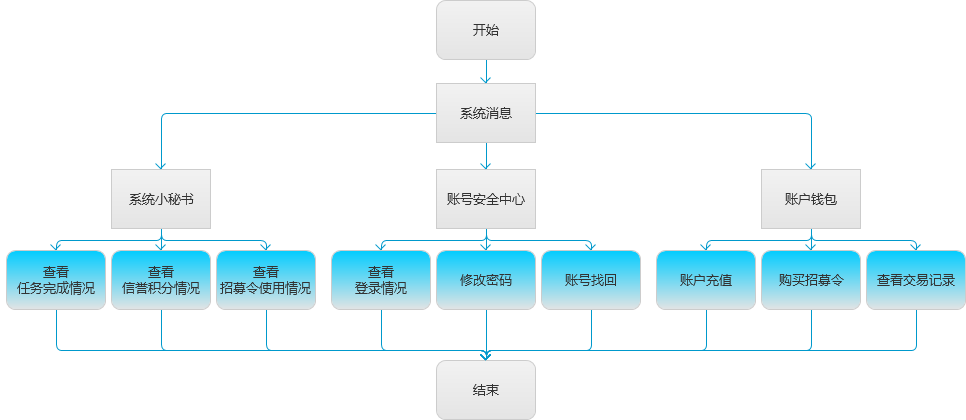 开始
系统消息
系统小秘书
账号安全中心
账户钱包
查看
任务完成情况
查看
信誉积分情况
查看
招募令使用情况
查看
登录情况
修改密码
账号找回
账户充值
购买招募令
查看交易记录
结束